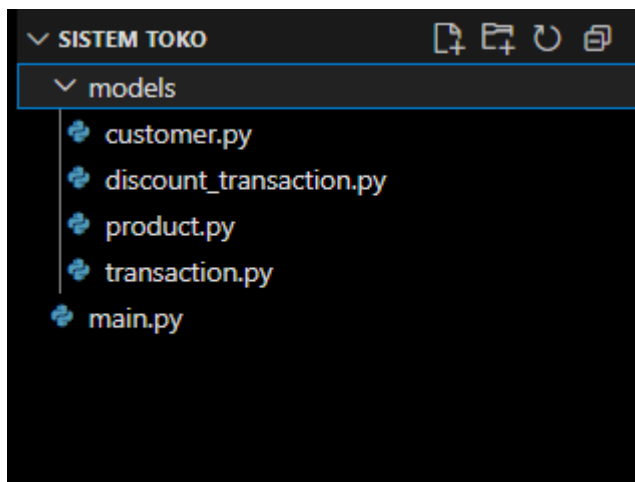 SISTEM TOKO
models
customer.py
discount_transaction.py
product.py
transaction.py
main.py